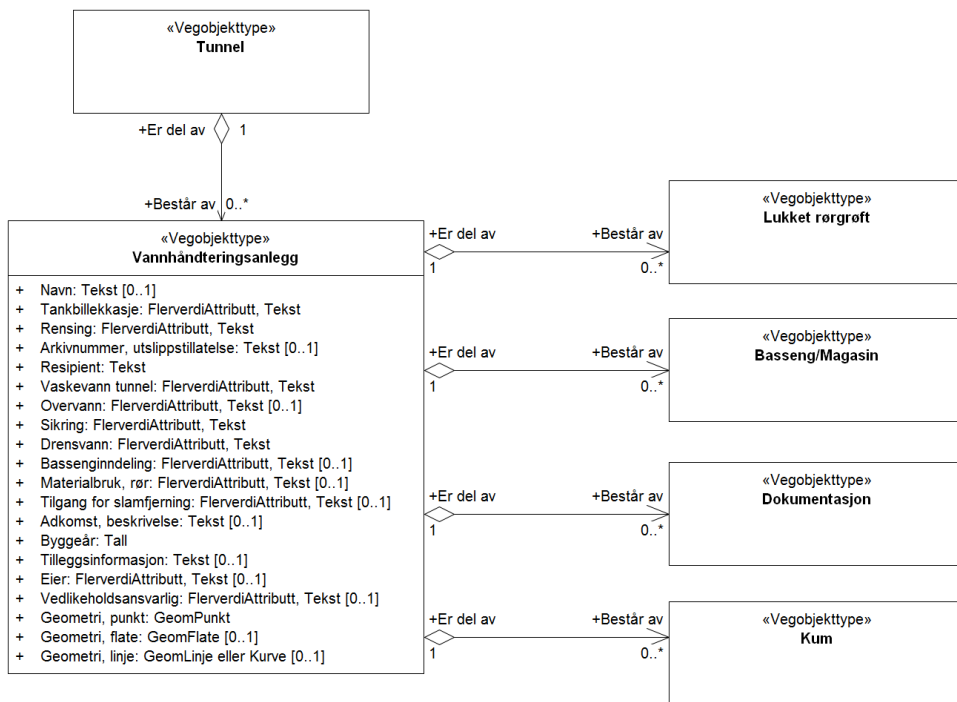 «Vegobjekttype»
Tunnel
+Er del av 1
+Består av 0..*
«Vegobjekttype»
Vannhåndteringsanlegg
+ Navn: Tekst [0..1]
+ Tankbillekkasje: FlerverdiAttributt, Tekst
+ Rensing: FlerverdiAttributt, Tekst
+ Arkivnummer, utslippstillatelse: Tekst [0..1]
+ Resipient: Tekst
+ Vaskevann tunnel: FlerverdiAttributt, Tekst
+ Overvann: FlerverdiAttributt, Tekst [0..1]
+ Sikring: FlerverdiAttributt, Tekst
+ Drensvann: FlerverdiAttributt, Tekst
+ Bassenginndeling: FlerverdiAttributt, Tekst [0..1]
+ Materialbruk, rør: FlerverdiAttributt, Tekst [0..1]
+ Tilgang for slamfjerning: FlerverdiAttributt, Tekst [0..1]
+ Adkomst, beskrivelse: Tekst [0..1]
+ Byggeår: Tall
+ Tilleggsinformasjon: Tekst [0..1]
+ Eier: FlerverdiAttributt, Tekst [0..1]
+ Vedlikeholdsansvarlig: FlerverdiAttributt, Tekst [0..1]
+ Geometri, punkt: GeomPunkt
+ Geometri, flate: GeomFlate [0..1]
+ Geometri, linje: GeomLinje eller Kurve [0..1]
+Er del av +Består av
1 0..*
«Vegobjekttype»
Lukket rørgrøft
+Er del av +Består av
1 0..*
«Vegobjekttype»
Basseng/Magasin
+Er del av +Består av
1 0..*
«Vegobjekttype»
Dokumentasjon
+Er del av +Består av
1 0..*
«Vegobjekttype»
Kum